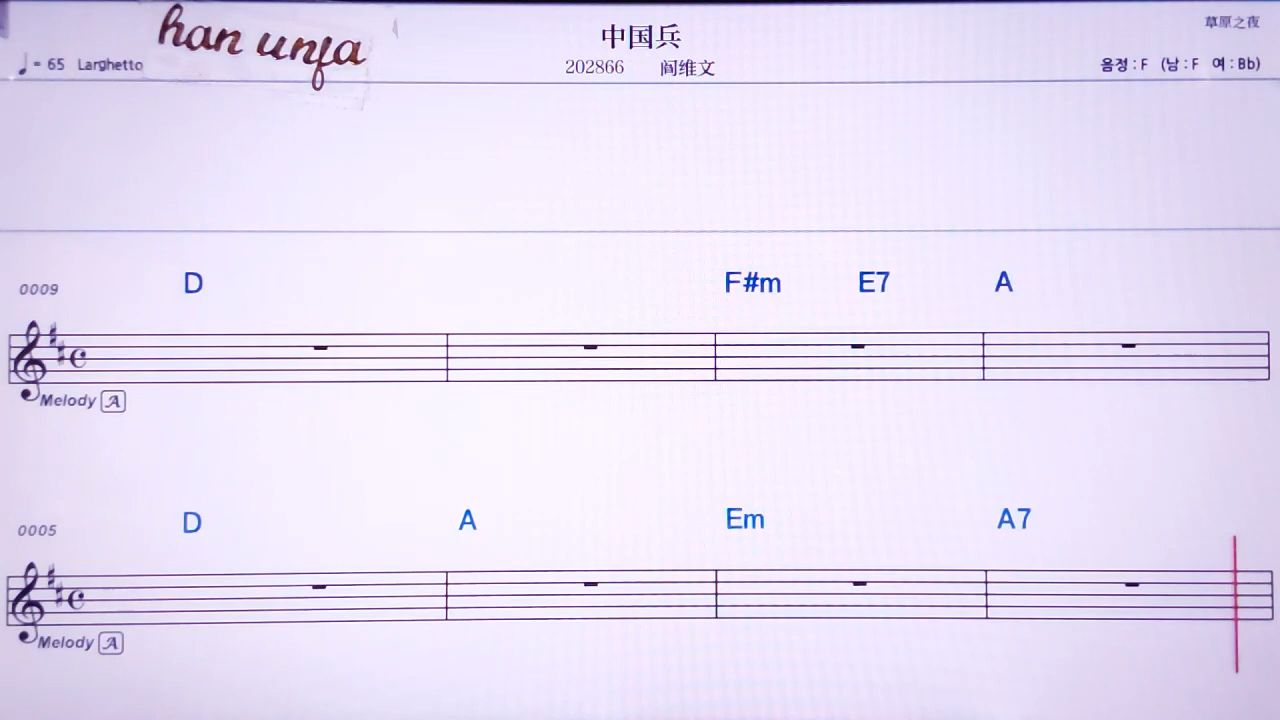 han unja
中国兵
草原之夜
♩ = 65 Larghetto
202866 阎维文
음정 : F (남 : F 여 : Bb)
0009
D F#m E7 A
Melody A
0005
D A Em A7
Melody A